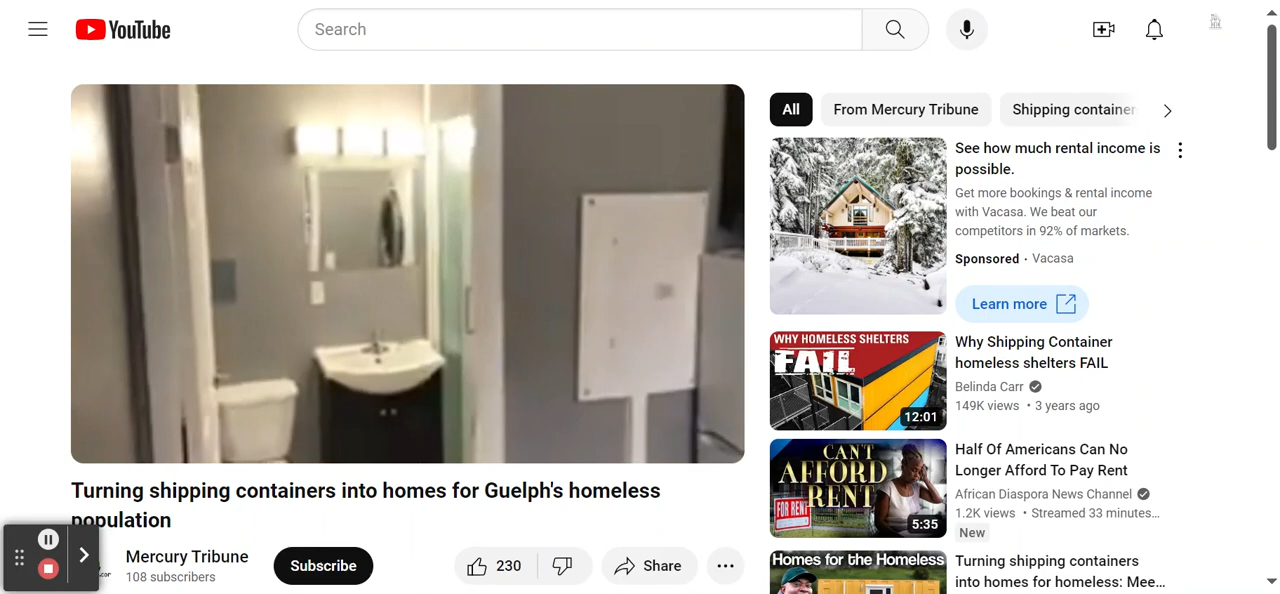 YouTube
Search
All
From Mercury Tribune
Shipping container
See how much rental income is
possible.
Get more bookings & rental income
with Vacasa. We beat our
competitors in 92% of markets.
Sponsored · Vacasa
Learn more
WHY HOMELESS SHELTERS
FAIL
12:01
Why Shipping Container
homeless shelters FAIL
Belinda Carr
149K views • 3 years ago
CAN'T
AFFORD
RENT
FOR RENT
5:35
Half Of Americans Can No
Longer Afford To Pay Rent
African Diaspora News Channel
1.2K views • Streamed 33 minutes...
New
Homes for the Homeless
Turning shipping containers
into homes for homeless: Mee...
Turning shipping containers into homes for Guelph's homeless
population
Mercury Tribune
108 subscribers
Subscribe
230
Share